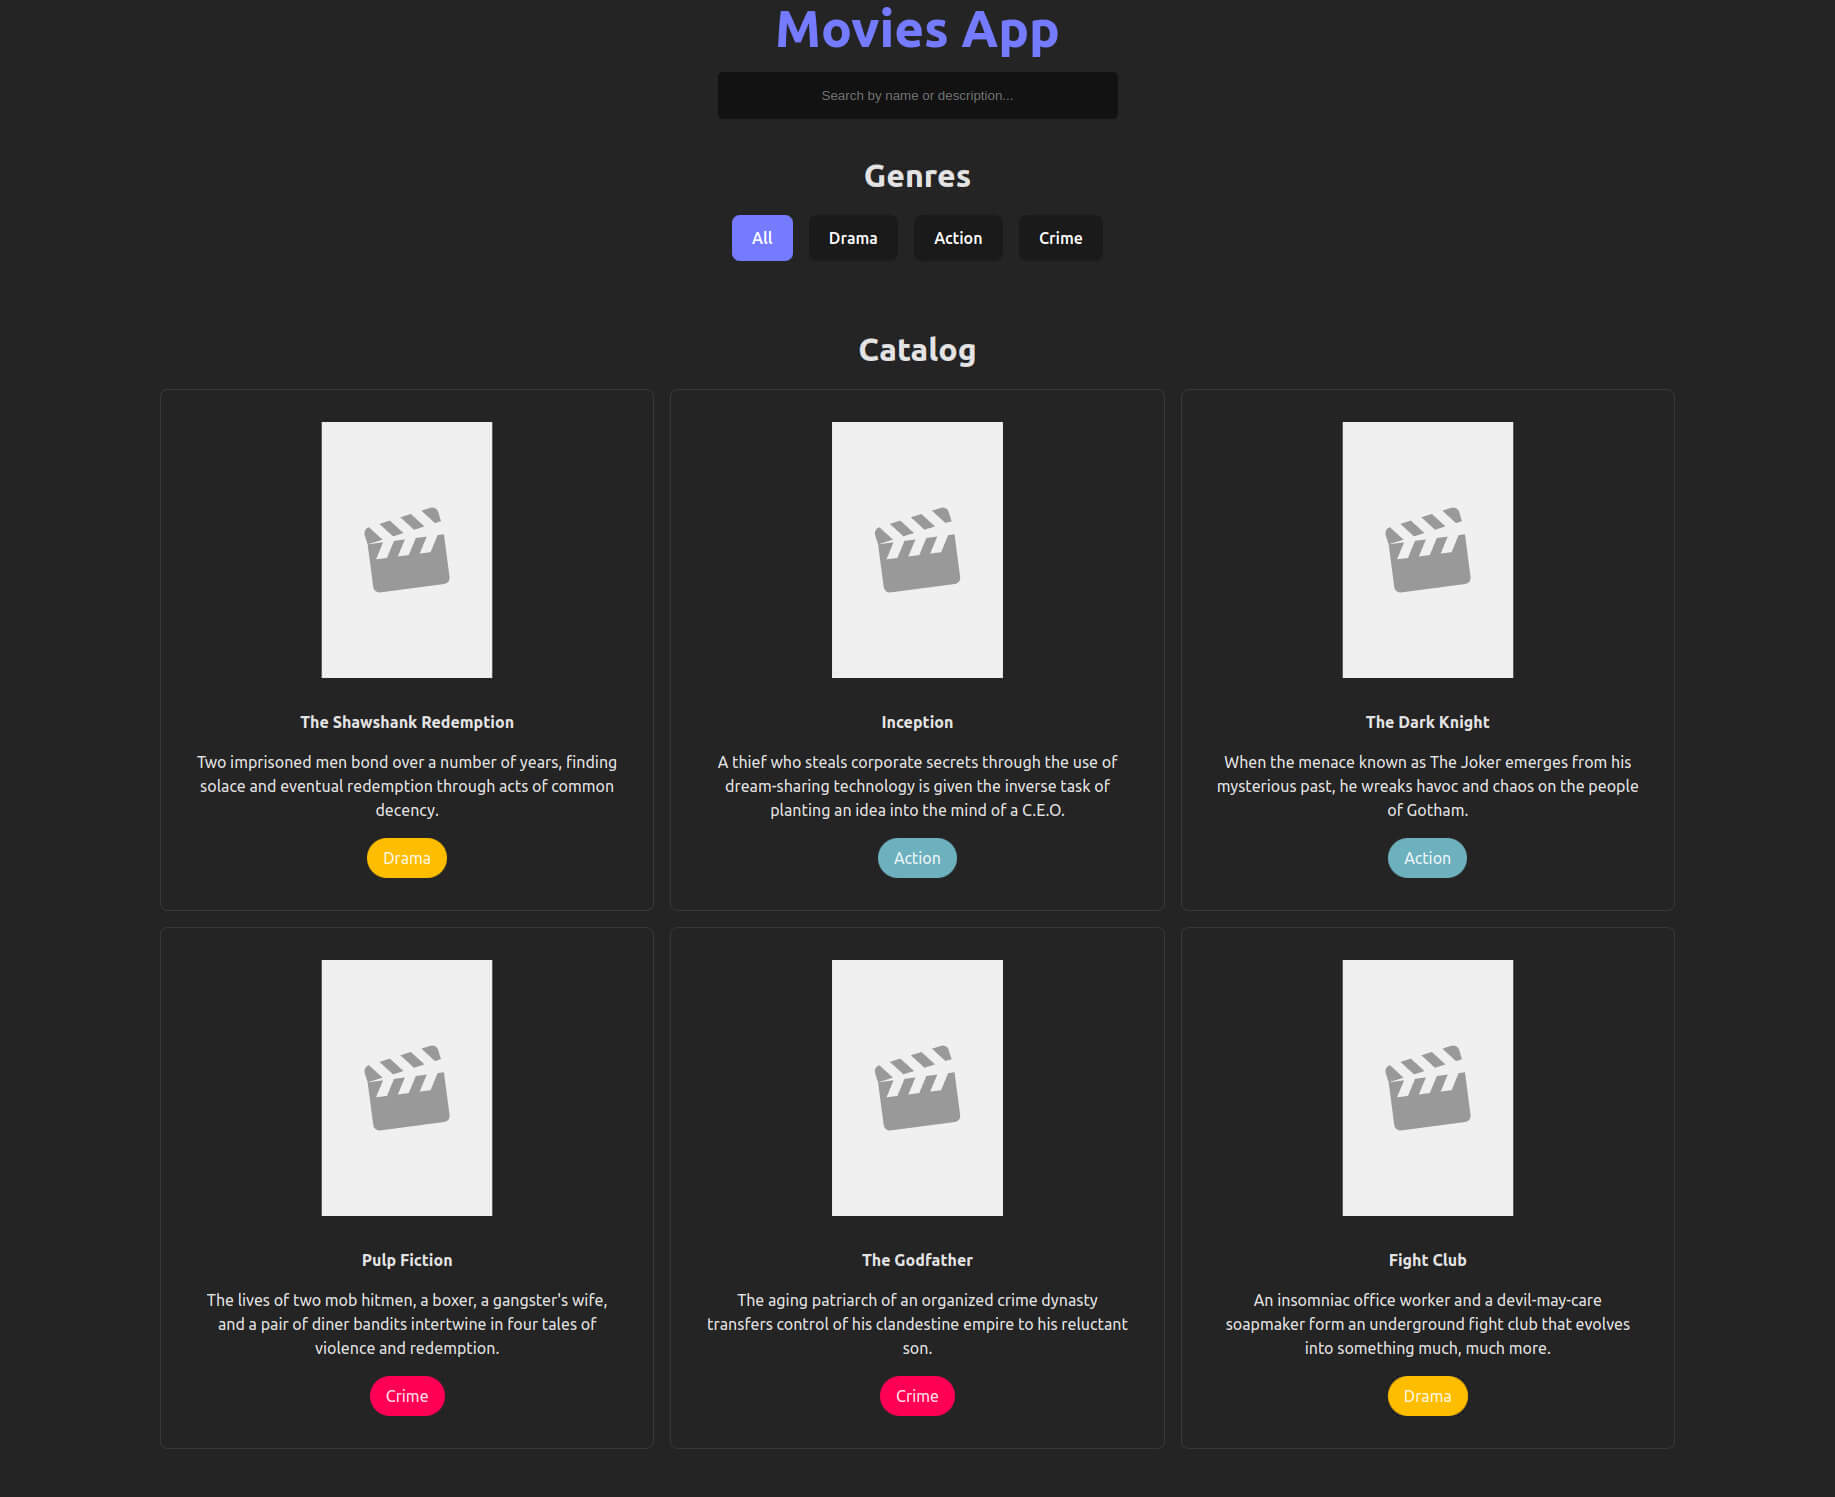 Movies App
Search by name or description...
Genres
All
Drama
Action
Crime
Catalog
The Shawshank Redemption
Two imprisoned men bond over a number of years, finding
solace and eventual redemption through acts of common
decency.
Drama
Inception
A thief who steals corporate secrets through the use of
dream-sharing technology is given the inverse task of
planting an idea into the mind of a C.E.O.
Action
The Dark Knight
When the menace known as The Joker emerges from his
mysterious past, he wreaks havoc and chaos on the people
of Gotham.
Action
Pulp Fiction
The lives of two mob hitmen, a boxer, a gangster's wife,
and a pair of diner bandits intertwine in four tales of
violence and redemption.
Crime
The Godfather
The aging patriarch of an organized crime dynasty
transfers control of his clandestine empire to his reluctant
son.
Crime
Fight Club
An insomniac office worker and a devil-may-care
soapmaker form an underground fight club that evolves
into something much, much more.
Drama